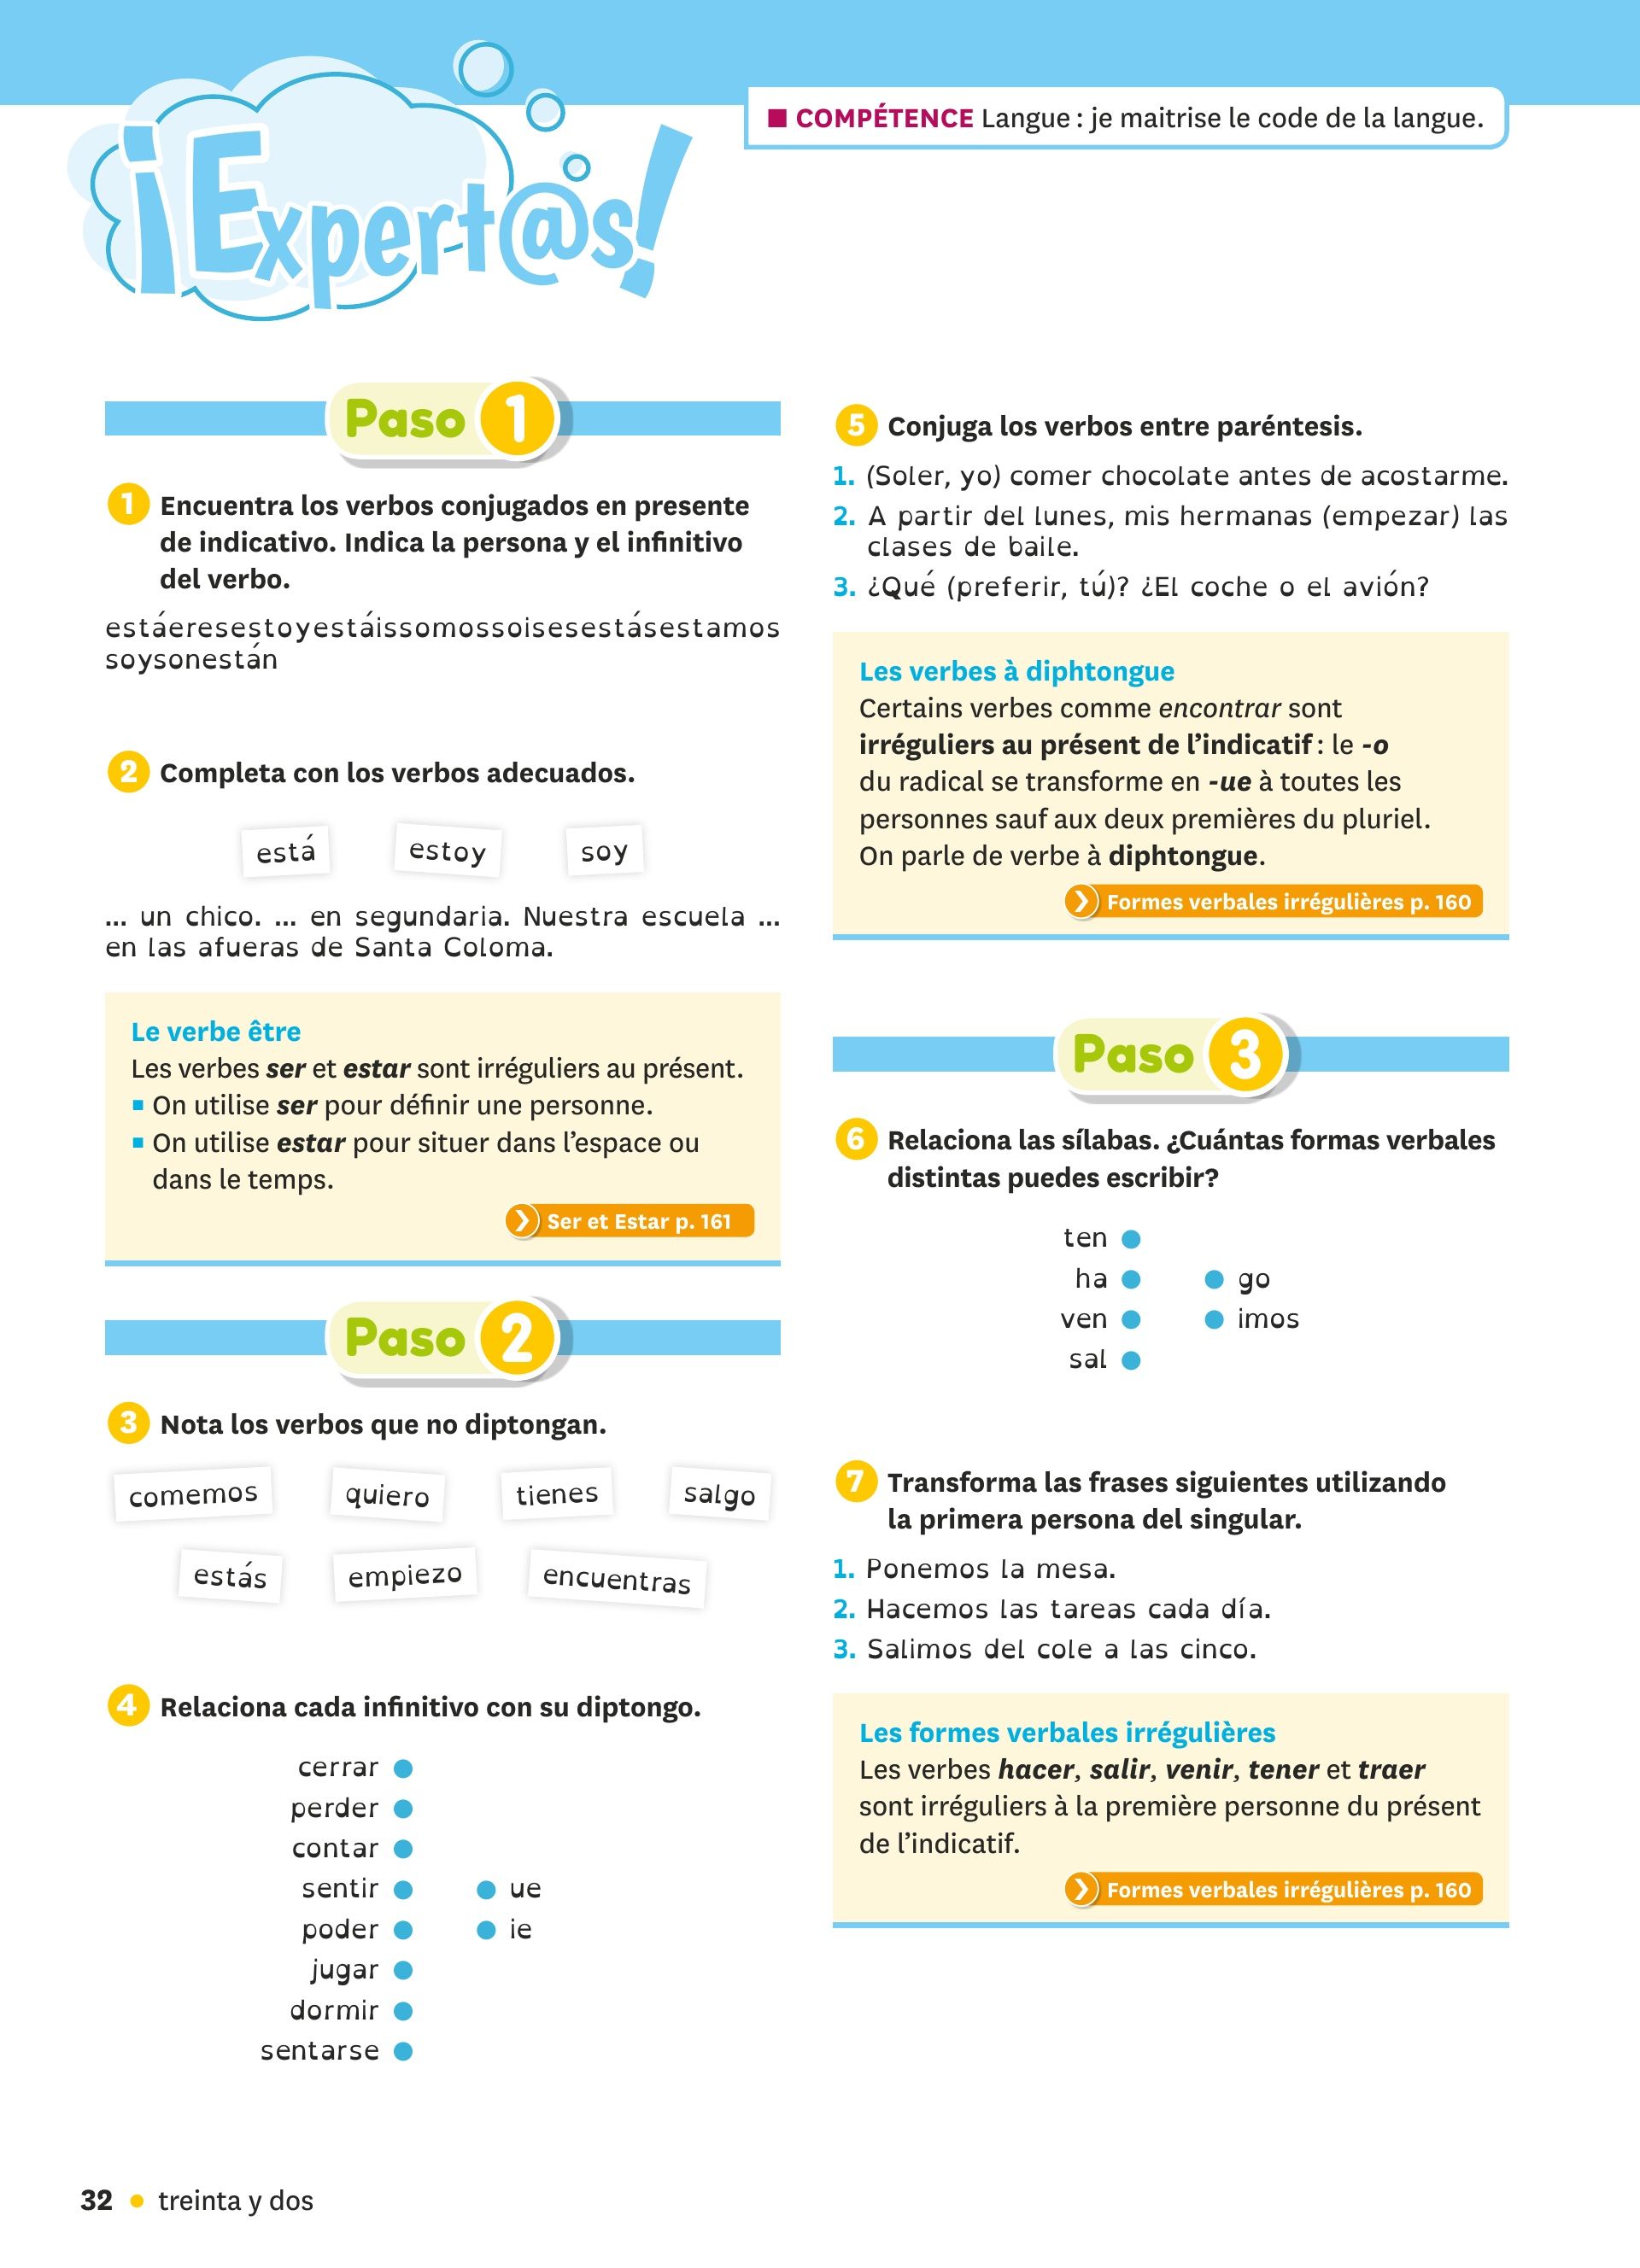 ¡Expert@s!
■ COMPÉTENCE Langue : je maitrise le code de la langue.
Paso 1
1 Encuentra los verbos conjugados en presente
de indicativo. Indica la persona y el infinitivo
del verbo.
estáeresestoyestáissomossoisesestásestamos
soysonestán
2 Completa con los verbos adecuados.
está estoy soy
... un chico. ... en segundaria. Nuestra escuela ...
en las afueras de Santa Coloma.
Le verbe être
Les verbes ser et estar sont irréguliers au présent.
▪ On utilise ser pour définir une personne.
▪ On utilise estar pour situer dans l’espace ou
dans le temps.
❯ Ser et Estar p. 161
Paso 2
3 Nota los verbos que no diptongan.
comemos quiero tienes salgo
estás empiezo encuentras
4 Relaciona cada infinitivo con su diptongo.
cerrar ●
perder ●
contar ●
sentir ● ● ue
poder ● ● ie
jugar ●
dormir ●
sentarse ●
5 Conjuga los verbos entre paréntesis.
1. (Soler, yo) comer chocolate antes de acostarme.
2. A partir del lunes, mis hermanas (empezar) las
clases de baile.
3. ¿Qué (preferir, tú)? ¿El coche o el avión?
Les verbes à diphtongue
Certains verbes comme encontrar sont
irréguliers au présent de l’indicatif : le -o
du radical se transforme en -ue à toutes les
personnes sauf aux deux premières du pluriel.
On parle de verbe à diphtongue.
❯ Formes verbales irrégulières p. 160
Paso 3
6 Relaciona las sílabas. ¿Cuántas formas verbales
distintas puedes escribir?
ten ●
ha ● ● go
ven ● ● imos
sal ●
7 Transforma las frases siguientes utilizando
la primera persona del singular.
1. Ponemos la mesa.
2. Hacemos las tareas cada día.
3. Salimos del cole a las cinco.
Les formes verbales irrégulières
Les verbes hacer, salir, venir, tener et traer
sont irréguliers à la première personne du présent
de l’indicatif.
❯ Formes verbales irrégulières p. 160
32 ● treinta y dos